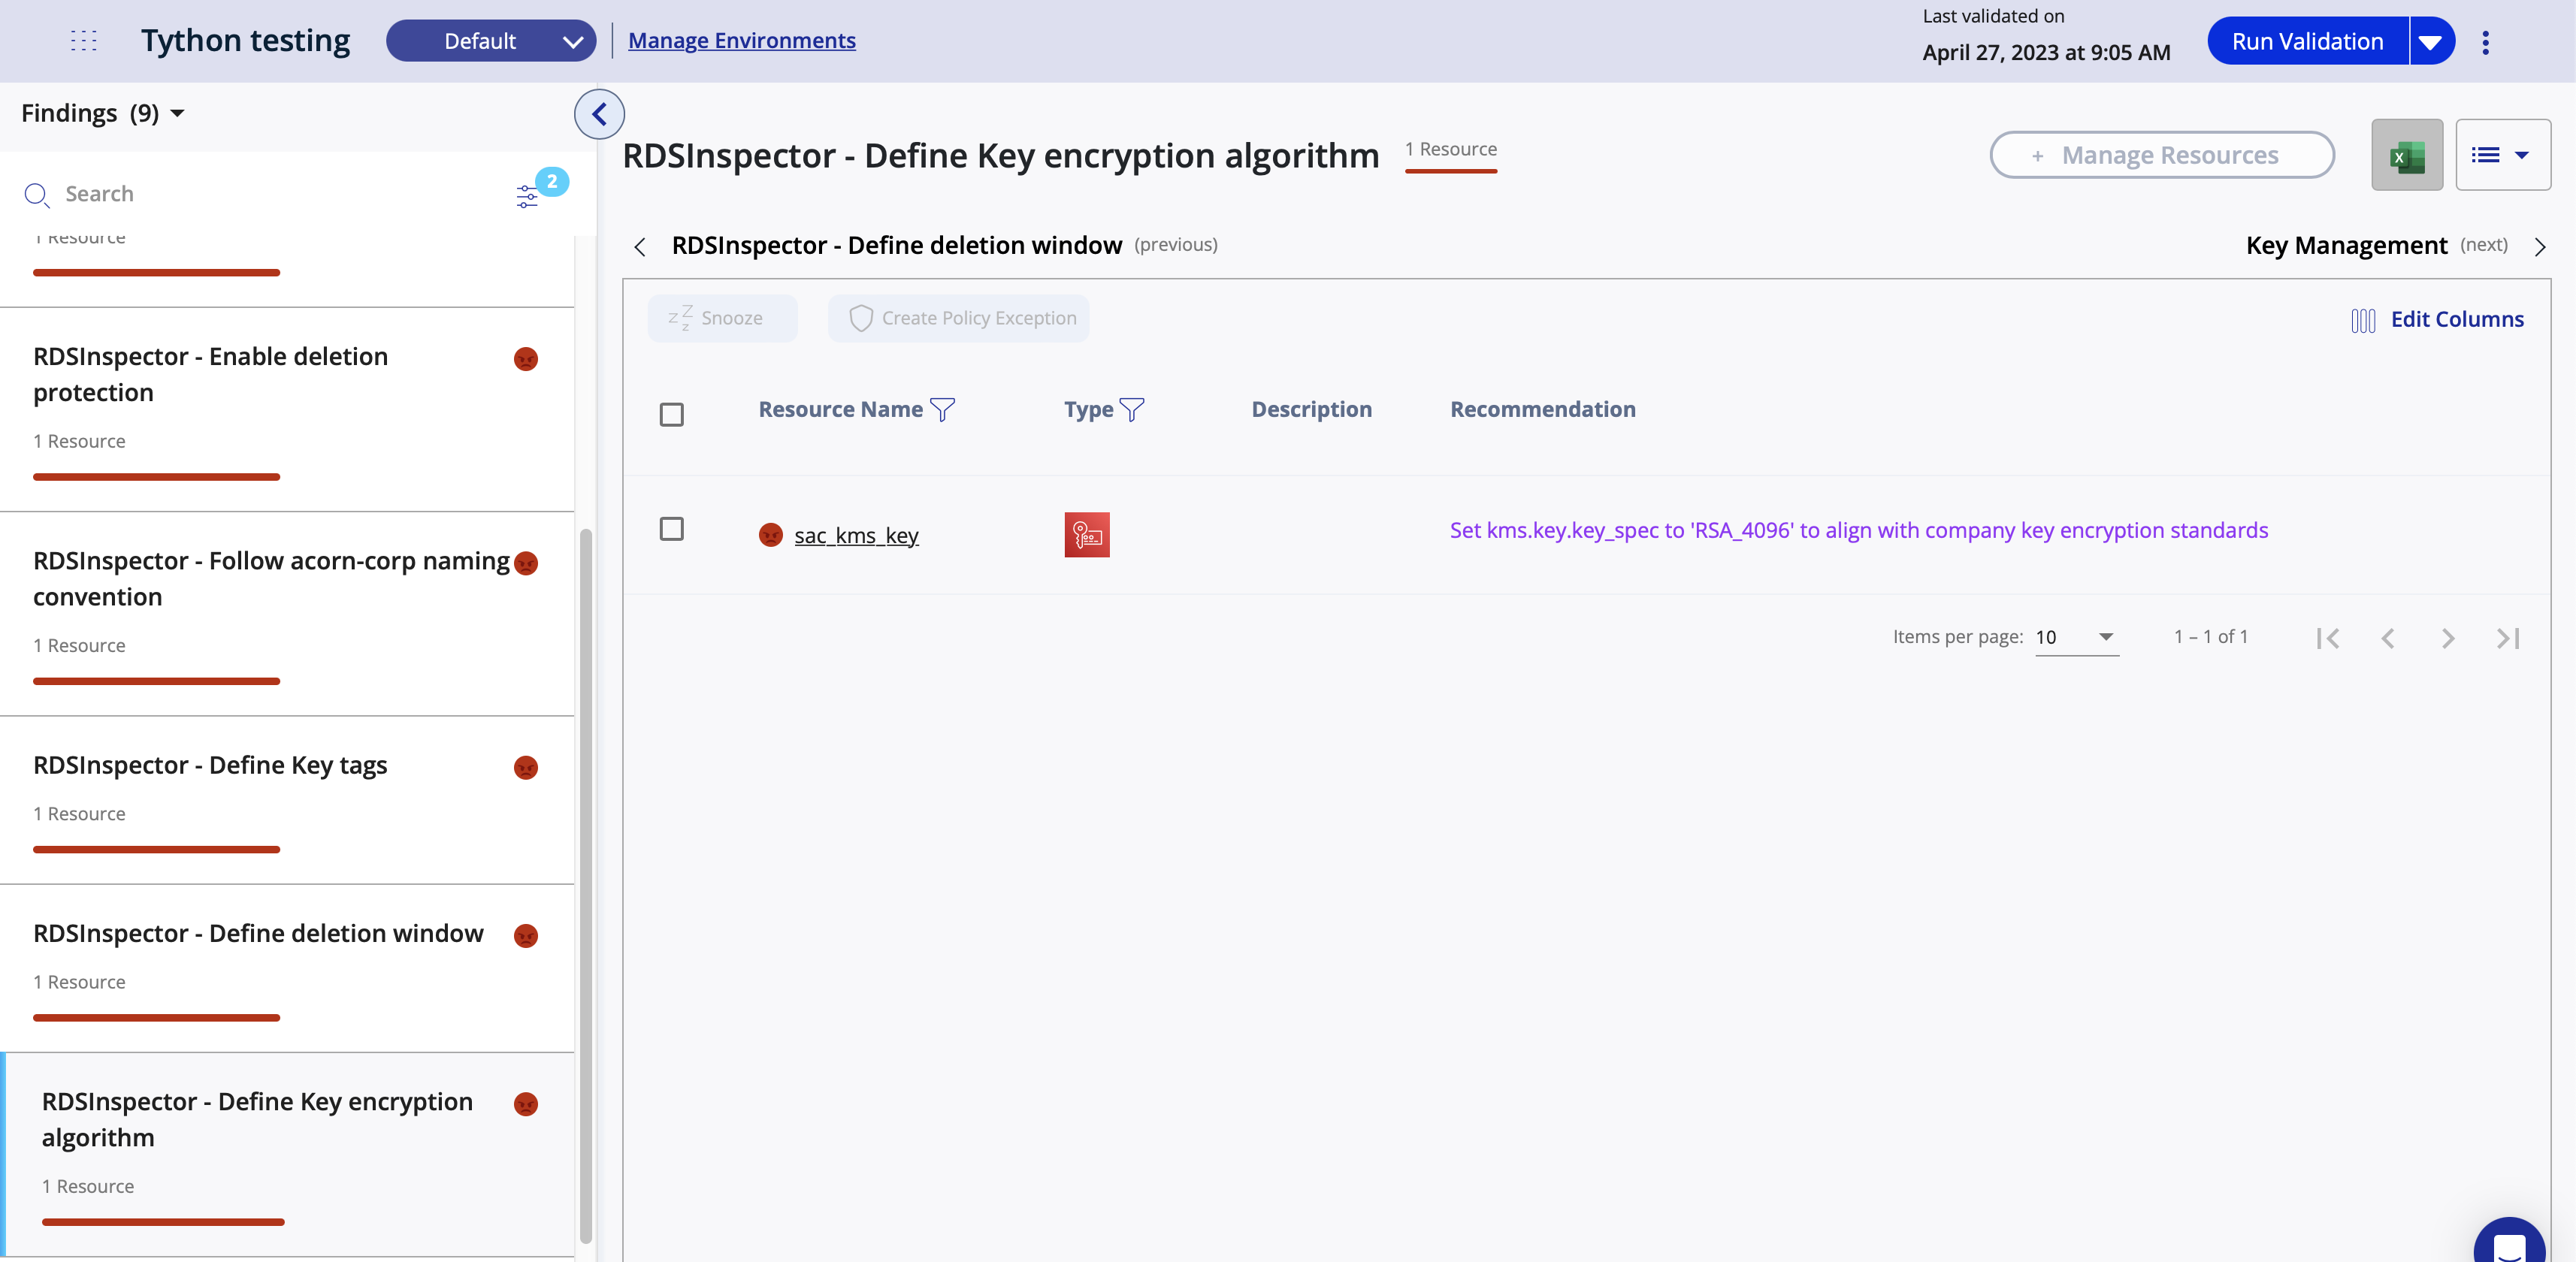 Tython testing
Default
Manage Environments
Last validated on
April 27, 2023 at 9:05 AM
Run Validation
Findings (9)
Search
2
1 Resource
RDSInspector - Enable deletion
protection
1 Resource
RDSInspector - Follow acorn-corp naming
convention
1 Resource
RDSInspector - Define Key tags
1 Resource
RDSInspector - Define deletion window
1 Resource
RDSInspector - Define Key encryption
algorithm
1 Resource
RDSInspector - Define Key encryption algorithm
1 Resource
+ Manage Resources
RDSInspector - Define deletion window (previous)
Key Management (next)
Snooze
Create Policy Exception
Edit Columns
Resource Name Type Description Recommendation
sac_kms_key
Set kms.key.key_spec to 'RSA_4096' to align with company key encryption standards
Items per page: 10
1 – 1 of 1